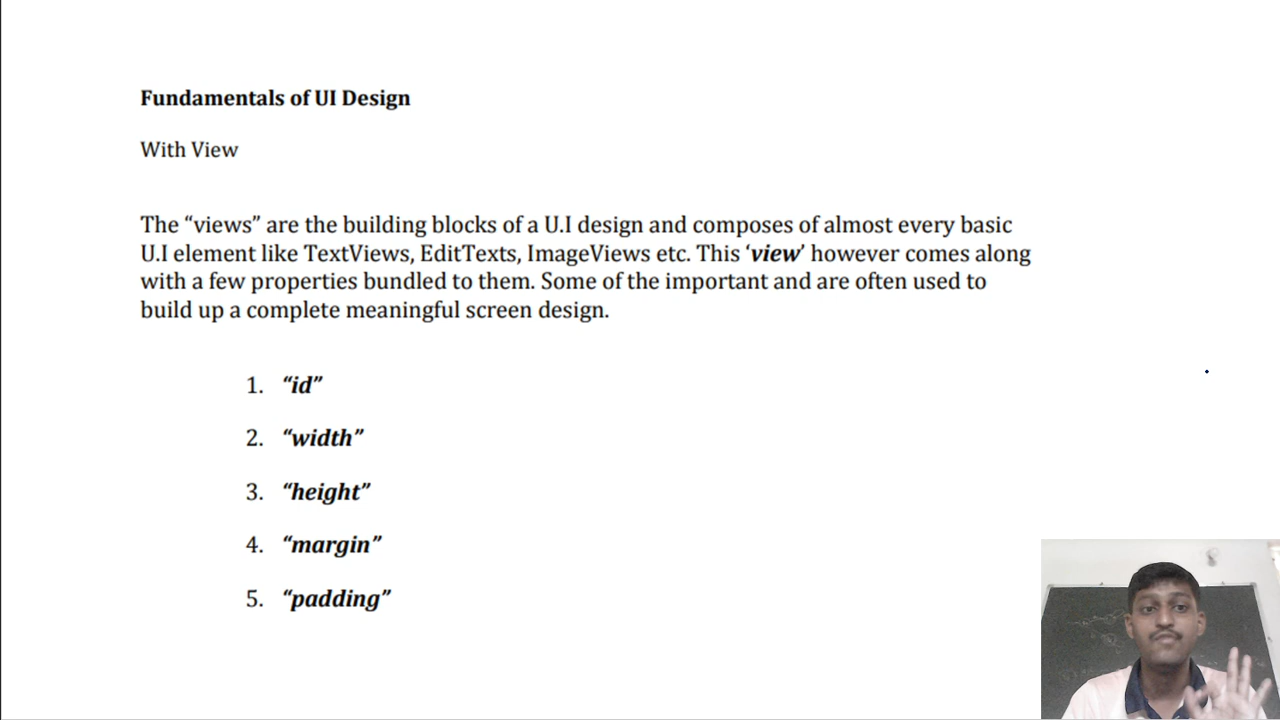 Fundamentals of UI Design
With View
The “views” are the building blocks of a U.I design and composes of almost every basic
U.I element like TextViews, EditTexts, ImageViews etc. This ‘view’ however comes along
with a few properties bundled to them. Some of the important and are often used to
build up a complete meaningful screen design.
1. “id”
2. “width”
3. “height”
4. “margin”
5. “padding”